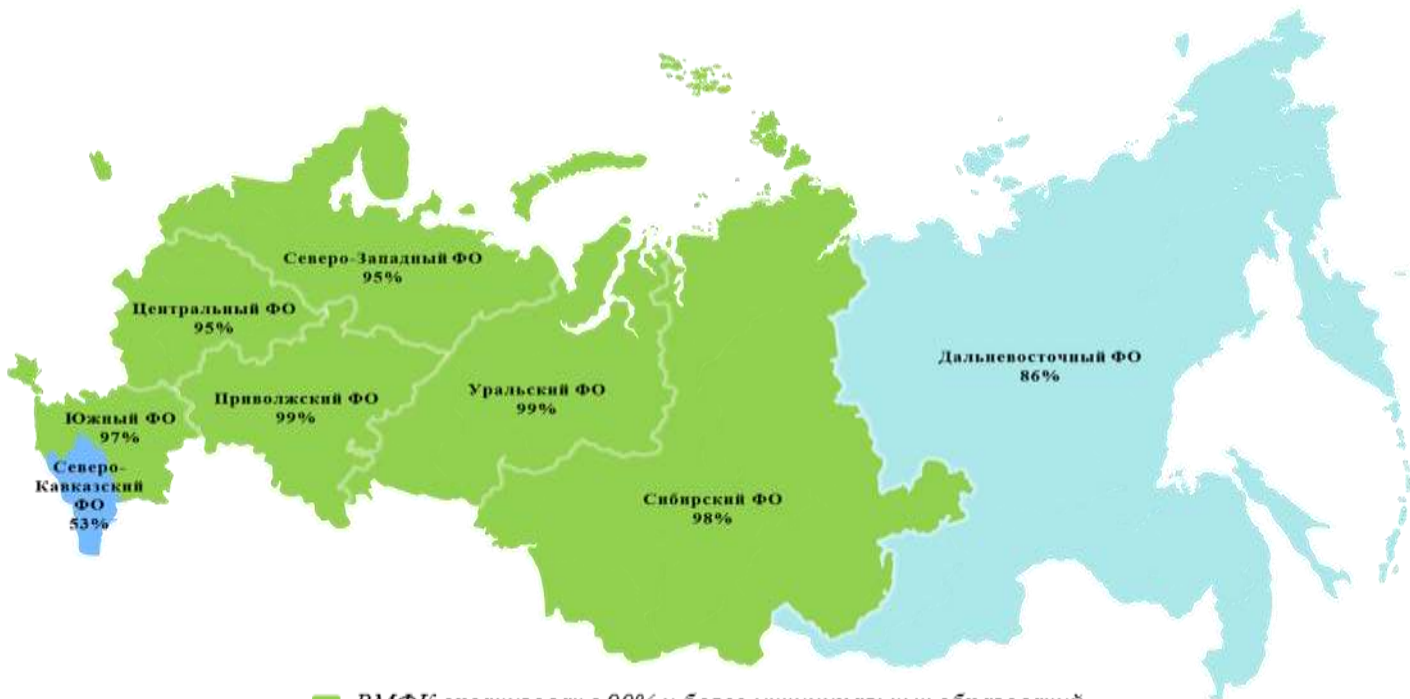 Северо-Западный ФО
95%
Центральный ФО
95%
Дальневосточный ФО
86%
Уральский ФО
99%
Приволжский ФО
99%
Южный ФО
97%
Северо-
Кавказский
ФО
53%
Сибирский ФО
98%